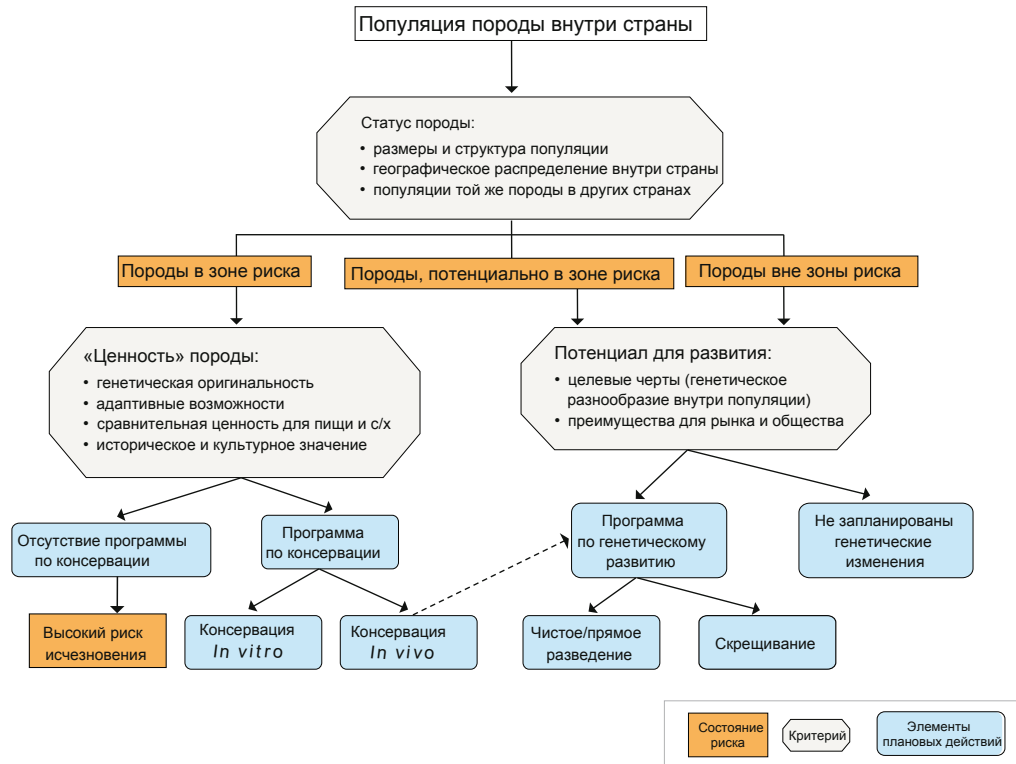 Популяция породы внутри страны
Статус породы:
• размеры и структура популяции
• географическое распределение внутри страны
• популяции той же породы в других странах
Породы в зоне риска
Породы, потенциально в зоне риска
Породы вне зоны риска
«Ценность» породы:
• генетическая оригинальность
• адаптивные возможности
• сравнительная ценность для пищи и с/х
• историческое и культурное значение
Потенциал для развития:
• целевые черты (генетическое
разнообразие внутри популяции)
• преимущества для рынка и общества
Отсутствие программы
по консервации
Программа
по консервации
Программа
по генетическому
развитию
Не запланированы
генетические
изменения
Высокий риск
исчезновения
Консервация
In vitro
Консервация
In vivo
Чистое/прямое
разведение
Скрещивание
Состояние
риска
Критерий
Элементы
плановых действий